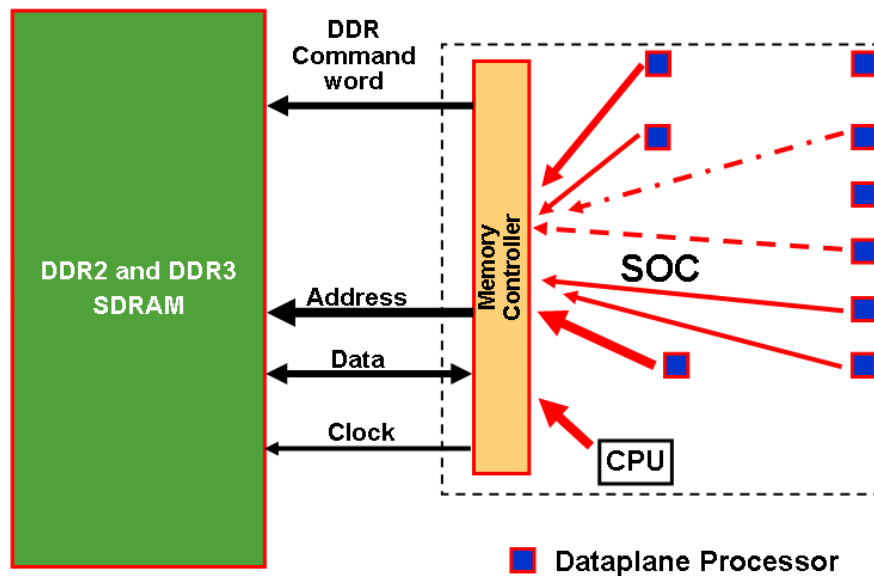 DDR
Command
word
DDR2 and DDR3
SDRAM
Address
Data
Clock
Memory
Controller
SOC
CPU
Dataplane Processor